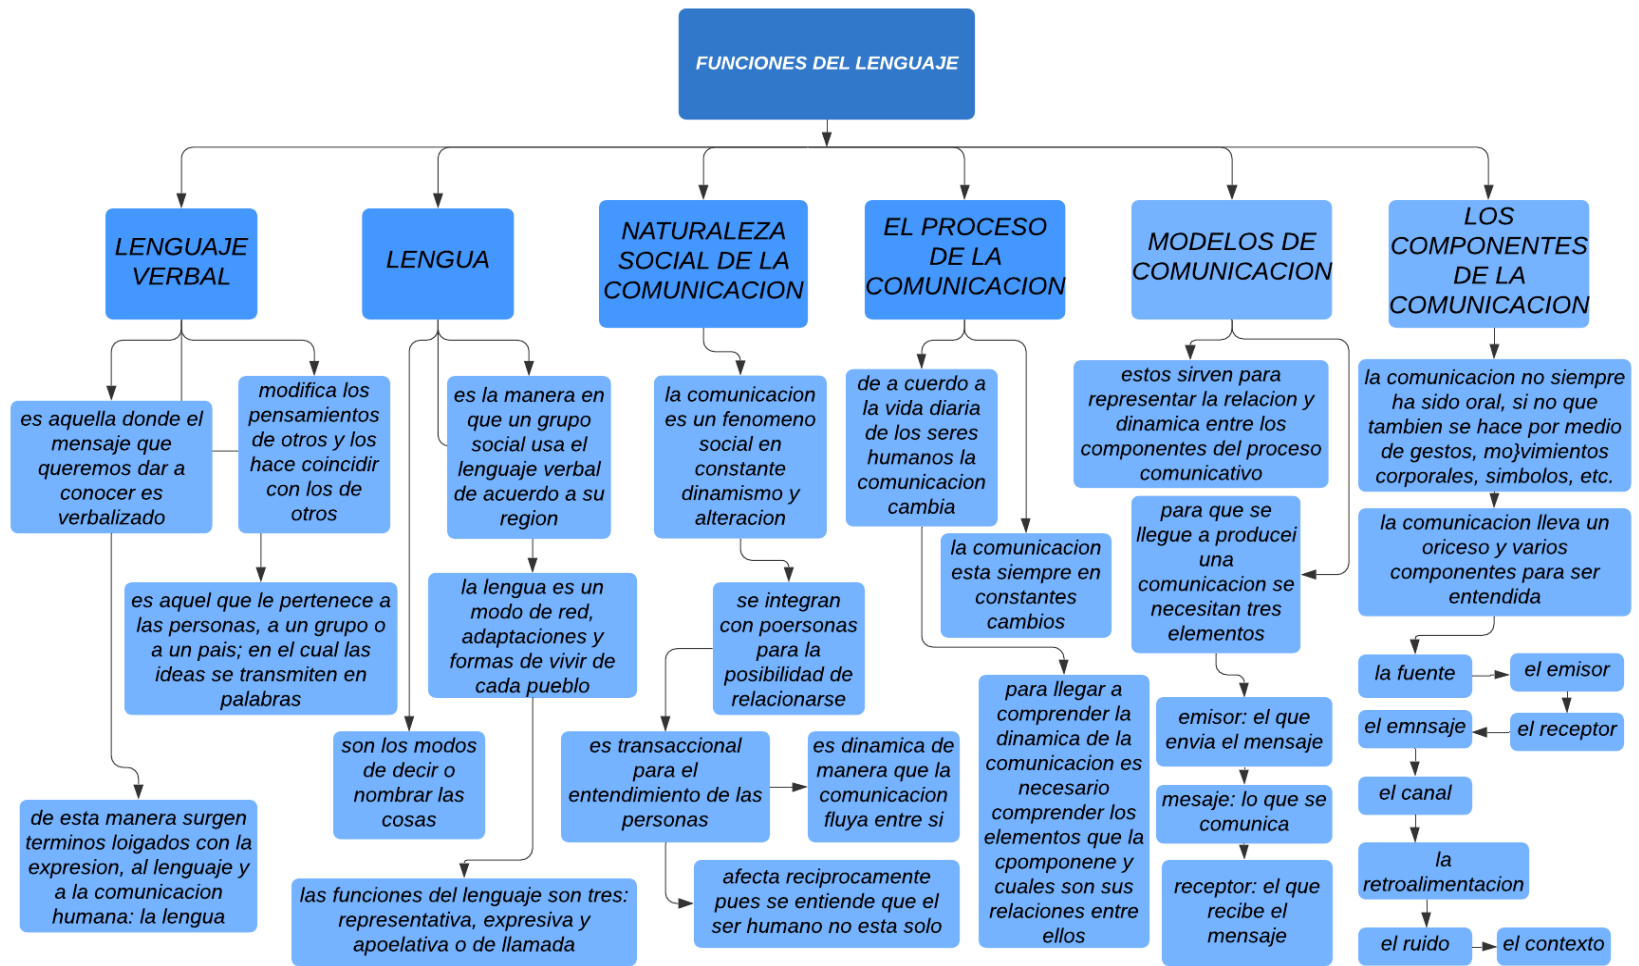 FUNCIONES DEL LENGUAJE
LENGUAJE
VERBAL
es aquella donde el
mensaje que
queremos dar a
conocer es
verbalizado
modifica los
pensamientos
de otros y los
hace coincidir
con los de
otros
es aquel que le pertenece a
las personas, a un grupo o
a un pais; en el cual las
ideas se transmiten en
palabras
de esta manera surgen
terminos loigados con la
expresion, al lenguaje y
a la comunicacion
humana: la lengua
LENGUA
es la manera en
que un grupo
social usa el
lenguaje verbal
de acuerdo a su
region
la lengua es un
modo de red,
adaptaciones y
formas de vivir de
cada pueblo
son los modos
de decir o
nombrar las
cosas
las funciones del lenguaje son tres:
representativa, expresiva y
apoelativa o de llamada
NATURALEZA
SOCIAL DE LA
COMUNICACION
la comunicacion
es un fenomeno
social en
constante
dinamismo y
alteracion
se integran
con poersonas
para la
posibilidad de
relacionarse
es transaccional
para el
entendimiento de las
personas
es dinamica de
manera que la
comunicacion
fluya entre si
afecta reciprocamente
pues se entiende que el
ser humano no esta solo
EL PROCESO
DE LA
COMUNICACION
de a cuerdo a
la vida diaria
de los seres
humanos la
comunicacion
cambia
la comunicacion
esta siempre en
constantes
cambios
para llegar a
comprender la
dinamica de la
comunicacion es
necesario
comprender los
elementos que la
cpomponene y
cuales son sus
relaciones entre
ellos
MODELOS DE
COMUNICACION
estos sirven para
representar la relacion y
dinamica entre los
componentes del proceso
comunicativo
para que se
llegue a producei
una
comunicacion se
necesitan tres
elementos
emisor: el que
envia el mensaje
mesaje: lo que se
comunica
receptor: el que
recibe el
mensaje
LOS
COMPONENTES
DE LA
COMUNICACION
la comunicacion no siempre
ha sido oral, si no que
tambien se hace por medio
de gestos, mo}vimientos
corporales, simbolos, etc.
la comunicacion lleva un
oriceso y varios
componentes para ser
entendida
la fuente
el emisor
el receptor
el emnsaje
el canal
la
retroalimentacion
el ruido
el contexto